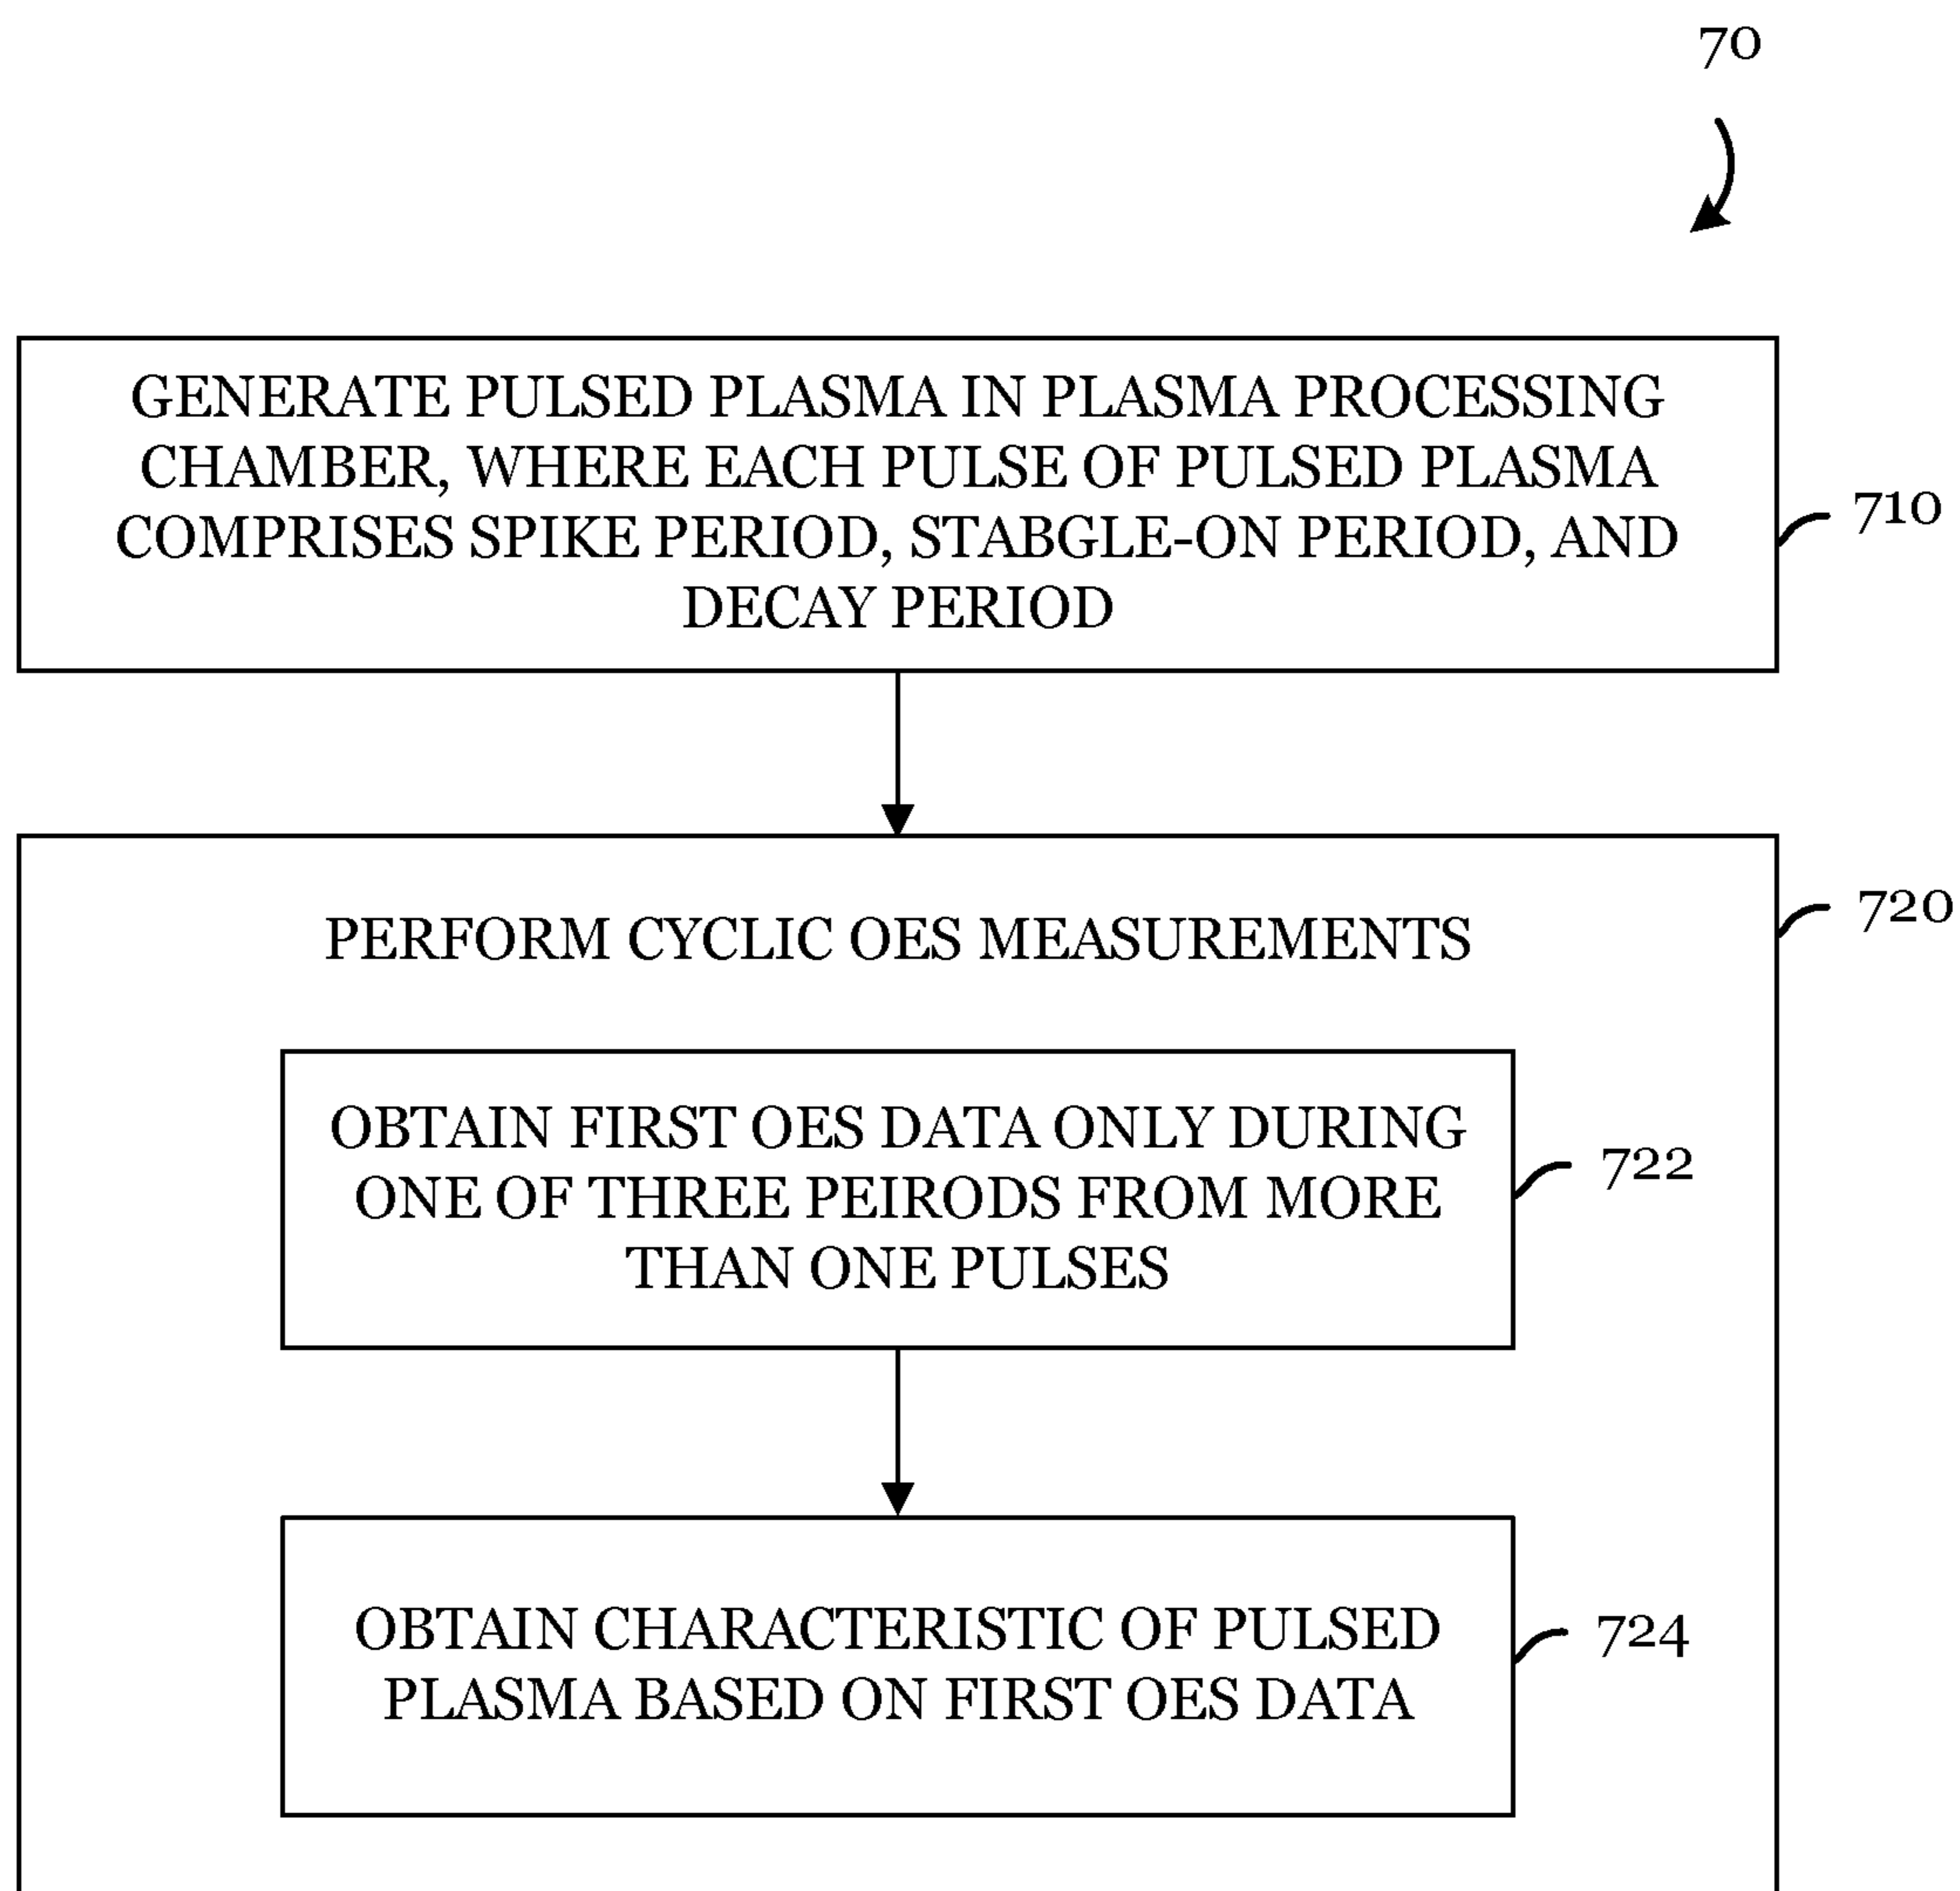 70
GENERATE PULSED PLASMA IN PLASMA PROCESSING
CHAMBER, WHERE EACH PULSE OF PULSED PLASMA
COMPRISES SPIKE PERIOD, STABGLE-ON PERIOD, AND
DECAY PERIOD
710
PERFORM CYCLIC OES MEASUREMENTS
720
OBTAIN FIRST OES DATA ONLY DURING
ONE OF THREE PEIRODS FROM MORE
THAN ONE PULSES
722
OBTAIN CHARACTERISTIC OF PULSED
PLASMA BASED ON FIRST OES DATA
724